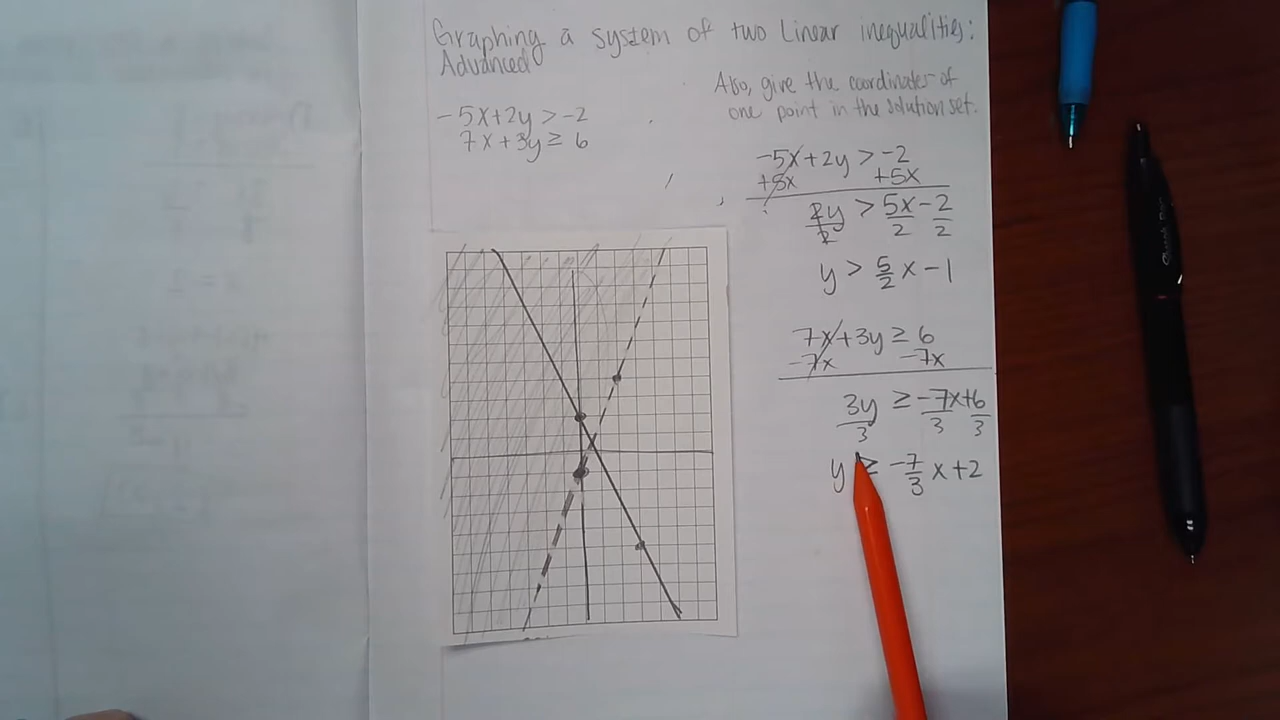 Graphing a system of two Linear inequalities:
Advanced
Also, give the coordinates of
one point in the solution set.
-5x+2y > -2
7x+3y ≥ 6
-5x+2y > -2
+5x +5x
2y/2 > 5x/2 - 2/2
y > 5/2 x - 1
7x+3y ≥ 6
-7x -7x
3y/3 ≥ -7x/3 + 6/3
y ≥ -7/3 x + 2